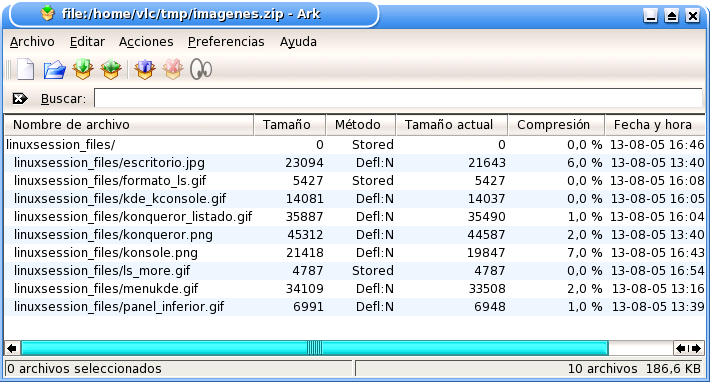 file:/home/vlc/tmp/imagenes.zip - Ark
Archivo Editar Acciones Preferencias Ayuda
Buscar:
Nombre de archivo Tamaño Método Tamaño actual Compresión Fecha y hora
linuxsession_files/ 0 Stored 0 0,0 % 13-08-05 16:46
linuxsession_files/escritorio.jpg 23094 Defl:N 21643 6,0 % 13-08-05 13:40
linuxsession_files/formato_ls.gif 5427 Stored 5427 0,0 % 13-08-05 16:08
linuxsession_files/kde_kconsole.gif 14081 Defl:N 14037 0,0 % 13-08-05 16:05
linuxsession_files/konqueror_listado.gif 35887 Defl:N 35490 1,0 % 13-08-05 16:04
linuxsession_files/konqueror.png 45312 Defl:N 44587 2,0 % 13-08-05 13:40
linuxsession_files/konsole.png 21418 Defl:N 19847 7,0 % 13-08-05 16:43
linuxsession_files/ls_more.gif 4787 Stored 4787 0,0 % 13-08-05 16:54
linuxsession_files/menukde.gif 34109 Defl:N 33508 2,0 % 13-08-05 13:16
linuxsession_files/panel_inferior.gif 6991 Defl:N 6948 1,0 % 13-08-05 13:39
0 archivos seleccionados 10 archivos 186,6 KB